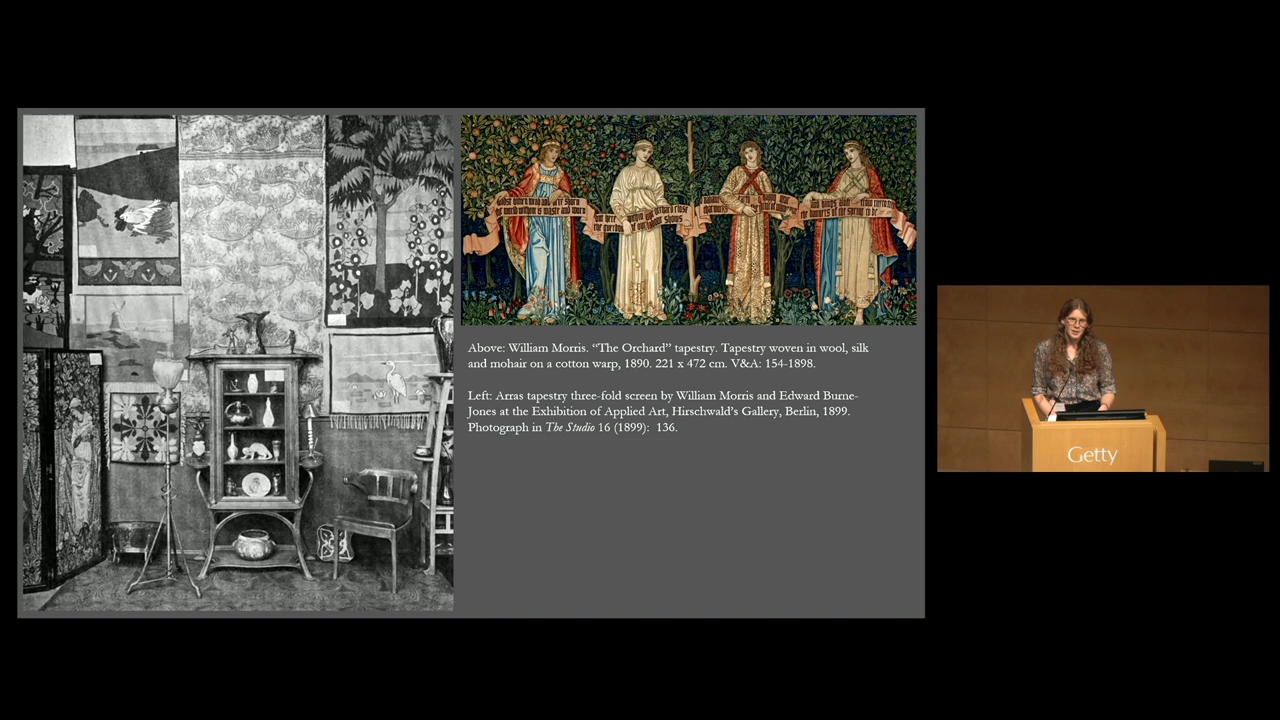 Above: William Morris. “The Orchard” tapestry. Tapestry woven in wool, silk
and mohair on a cotton warp, 1890. 221 x 472 cm. V&A: 154-1898.
Left: Arras tapestry three-fold screen by William Morris and Edward Burne-
Jones at the Exhibition of Applied Art, Hirschwald’s Gallery, Berlin, 1899.
Photograph in The Studio 16 (1899): 136.
Getty